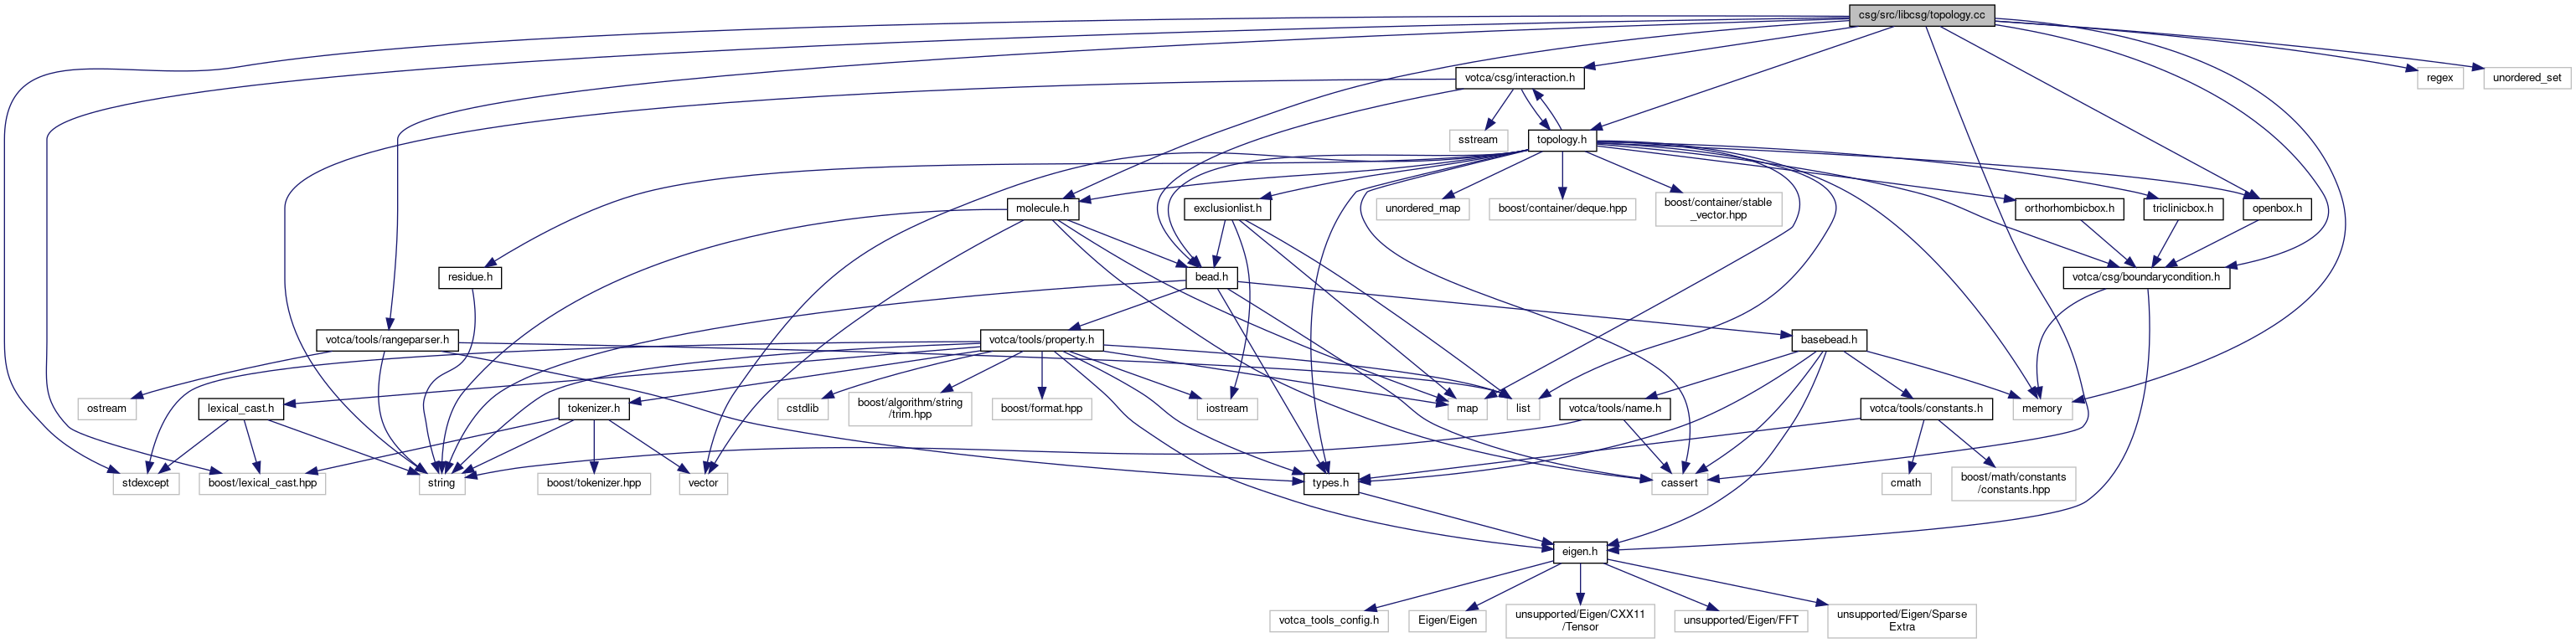 csg/src/libcsg/topology.cc
votca/csg/interaction.h
regex
unordered_set
sstream
topology.h
molecule.h
exclusionlist.h
unordered_map
boost/container/deque.hpp
boost/container/stable
_vector.hpp
orthorhombicbox.h
triclinicbox.h
openbox.h
residue.h
bead.h
votca/csg/boundarycondition.h
votca/tools/rangeparser.h
votca/tools/property.h
basebead.h
ostream
lexical_cast.h
tokenizer.h
cstdlib
boost/algorithm/string
/trim.hpp
boost/format.hpp
iostream
map
list
votca/tools/name.h
votca/tools/constants.h
memory
stdexcept
boost/lexical_cast.hpp
string
boost/tokenizer.hpp
vector
types.h
cassert
cmath
boost/math/constants
/constants.hpp
eigen.h
votca_tools_config.h
Eigen/Eigen
unsupported/Eigen/CXX11
/Tensor
unsupported/Eigen/FFT
unsupported/Eigen/Sparse
Extra